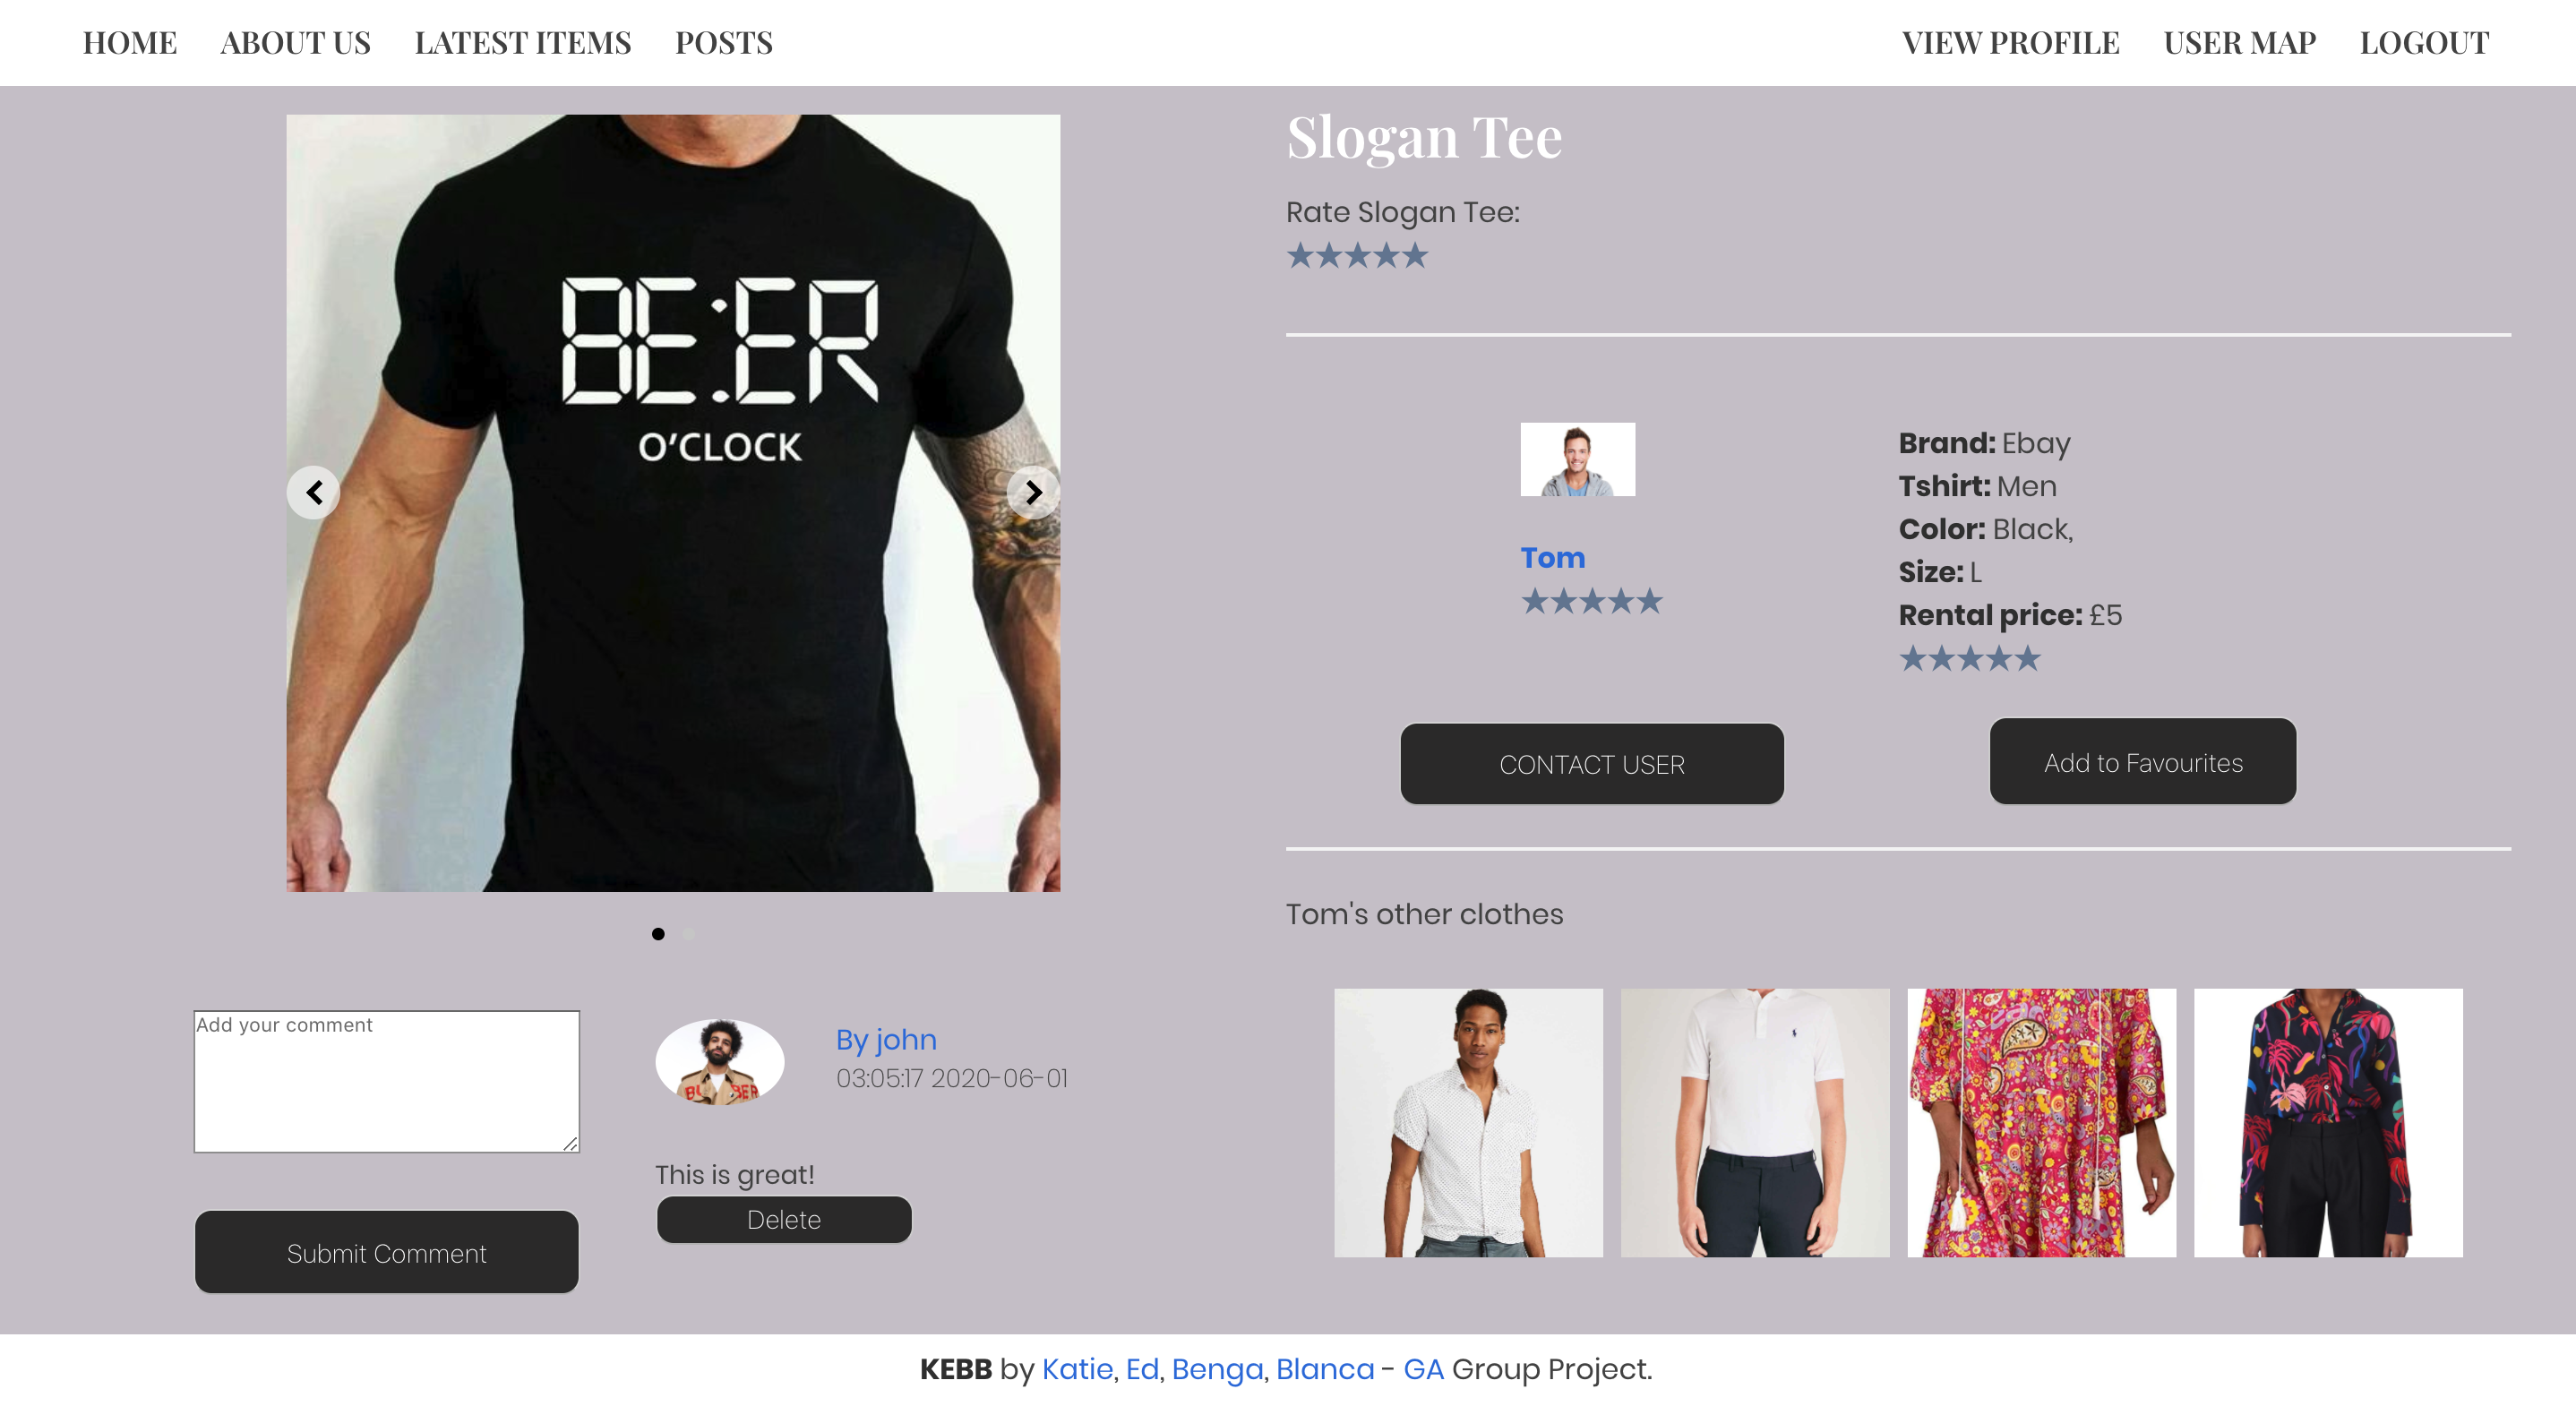 HOME ABOUT US LATEST ITEMS POSTS VIEW PROFILE USER MAP LOGOUT
BE:ER
O'CLOCK
Slogan Tee
Rate Slogan Tee:
★★★★★
Tom
★★★★★
Brand: Ebay
Tshirt: Men
Color: Black,
Size: L
Rental price: £5
★★★★★
CONTACT USER
Add to Favourites
Tom's other clothes
Add your comment
Submit Comment
By john
03:05:17 2020-06-01
This is great!
Delete
KEBB by Katie, Ed, Benga, Blanca - GA Group Project.